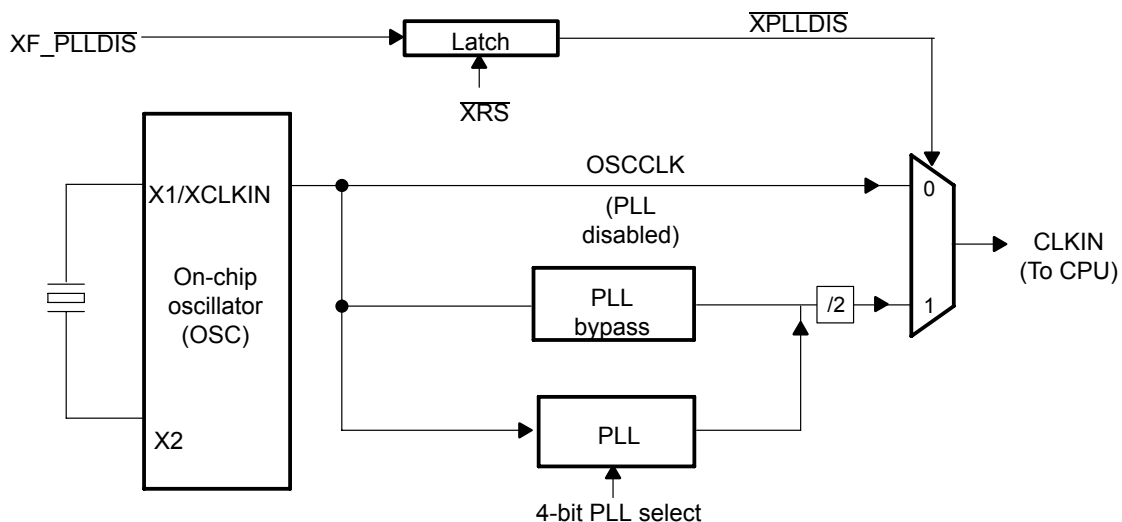 XF_PLLDIS
Latch
XPLLDIS
XRS
X1/XCLKIN
On-chip
oscillator
(OSC)
X2
OSCCLK
(PLL
disabled)
0
PLL
bypass
/2
1
CLKIN
(To CPU)
PLL
4-bit PLL select